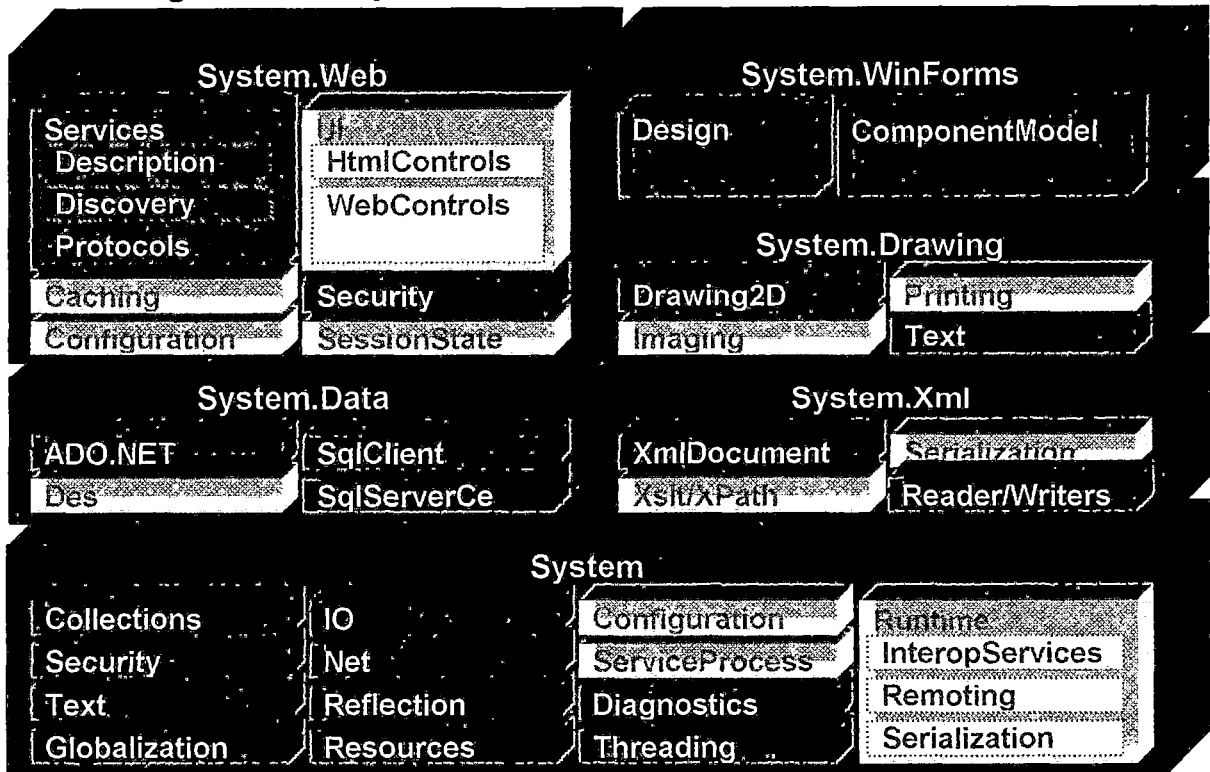 System.Web
Services
Description
Discovery
Protocols
UI
HtmlControls
WebControls
Caching
Security
Configuration
SessionState
System.WinForms
Design
ComponentModel
System.Drawing
Drawing2D
Printing
Imaging
Text
System.Data
ADO.NET
SqlClient
Des
SqlServerCe
System.Xml
XmlDocument
Serialization
Xslt/XPath
Reader/Writers
System
Collections
Security
Text
Globalization
IO
Net
Reflection
Resources
Configuration
ServiceProcess
Diagnostics
Threading
Runtime
InteropServices
Remoting
Serialization